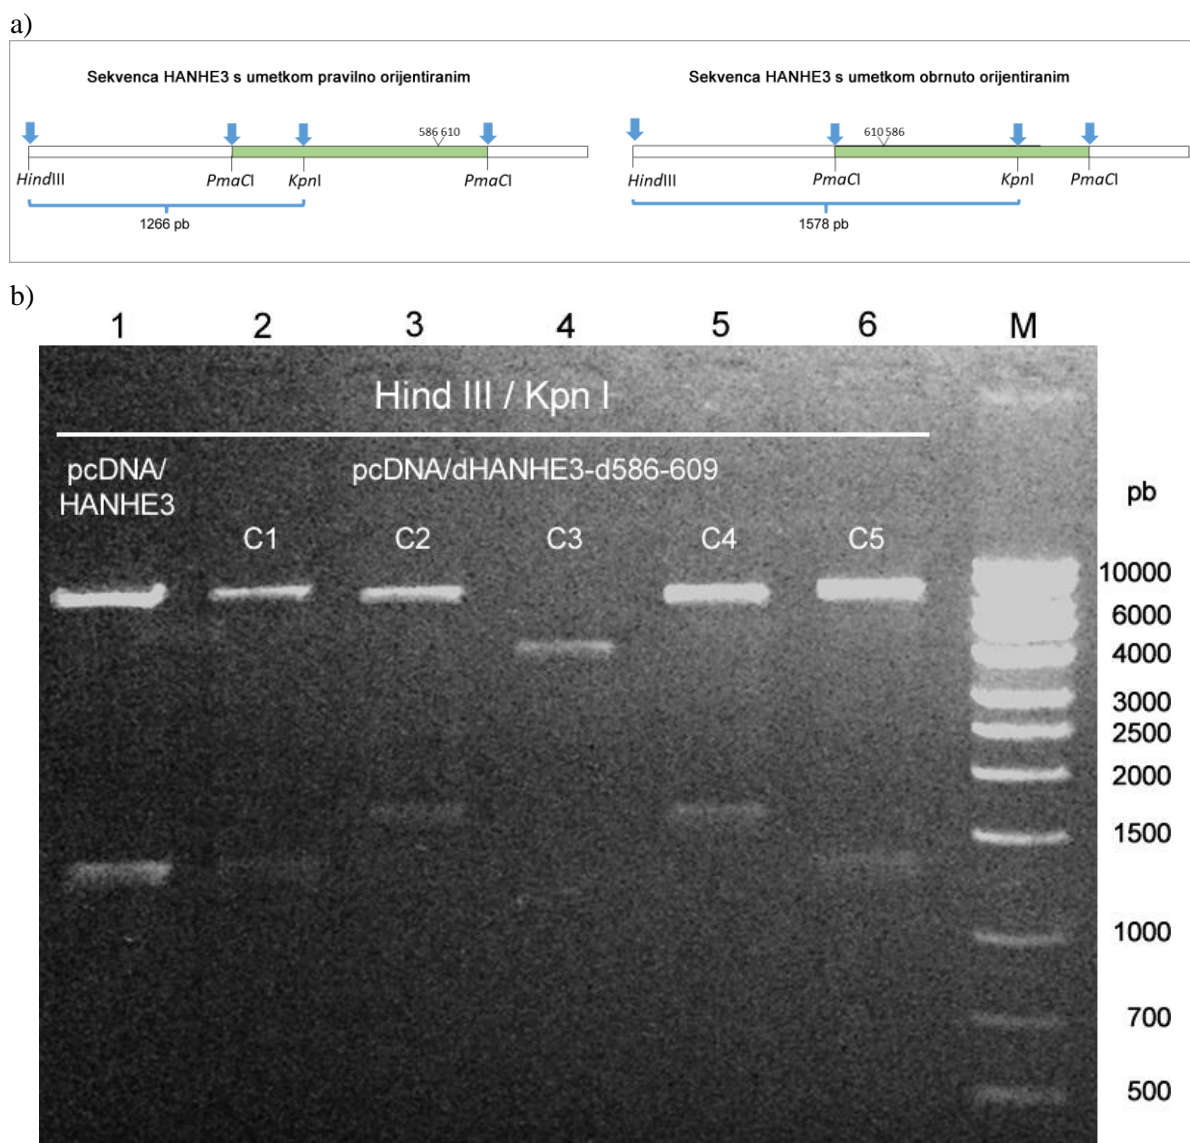 a)
Sekvenca HANHE3 s umetkom pravilno orijentiranim
Sekvenca HANHE3 s umetkom obrnuto orijentiranim
586 610
610 586
HindIII
PmaCI
KpnI
PmaCI
HindIII
PmaCI
KpnI
PmaCI
1266 pb
1578 pb
b)
1 2 3 4 5 6 M
Hind III / Kpn I
pcDNA/
HANHE3
pcDNA/dHANHE3-d586-609
C1 C2 C3 C4 C5
pb
10000
6000
4000
3000
2500
2000
1500
1000
700
500